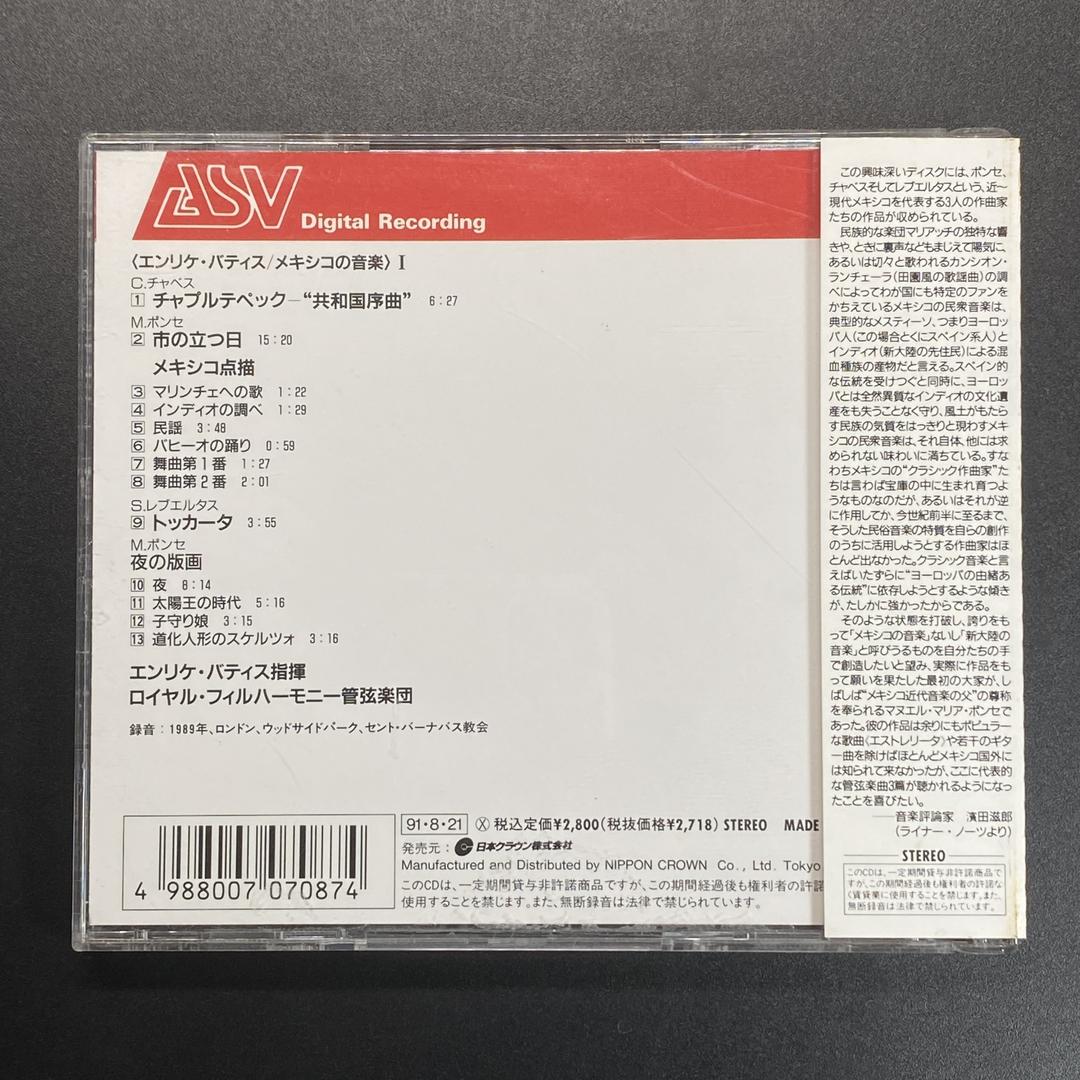 ASV
Digital Recording
〈エンリケ・バティス/メキシコの音楽〉I
C.チャベス
1 チャプルテペック—“共和国序曲” 6:27
M.ポンセ
2 市の立つ日 15:20
メキシコ点描
3 マリンチェへの歌 1:22
4 インディオの調べ 1:29
5 民謡 3:48
6 バヒーオの踊り 0:59
7 舞曲第1番 1:27
8 舞曲第2番 2:01
S.レブエルタス
9 トッカータ 3:55
M.ポンセ
夜の版画
10 夜 8:14
11 太陽王の時代 5:16
12 子守り娘 3:15
13 道化人形のスケルツォ 3:16
エンリケ・バティス指揮
ロイヤル・フィルハーモニー管弦楽団
録音:1989年、ロンドン、ウッドサイドパーク、セント・バーナバス教会
4 988007 070874
91・8・21 Ⓧ 税込定価¥2,800(税抜価格¥2,718) STEREO MADE
発売元: 日本クラウン株式会社
Manufactured and Distributed by NIPPON CROWN Co., Ltd. Tokyo
このCDは、一定期間貸与非許諾商品ですが、この期間経過後も権利者の許諾
使用することを禁じます。また、無断録音は法律で禁じられています。
この興味深いディスクには、ポンセ、
チャベスそしてレブエルタスという、近〜
現代メキシコを代表する3人の作曲家
たちの作品が収められている。
民族的な楽団マリアッチの独特な響
きや、ときに裏声などもまじえて陽気に、
あるいは切々と歌われるカンシオン・
ランチェーラ(田園風の歌謡曲)の調
べによってわが国にも特定のファンを
かちえているメキシコの民衆音楽は、
典型的なメスティーソ、つまりヨーロッ
パ人(この場合とくにスペイン系人)と
インディオ(新大陸の先住民)による混
血種族の産物だと言える。スペイン的
な伝統を受けつぐと同時に、ヨーロッ
パとは全然異質なインディオの文化遺
産をも失うことなく守り、風土がもたら
す民族の気質をはっきりと現わすメキ
シコの民衆音楽は、それ自体、他には求
められない味わいに満ちている。すな
わちメキシコの“クラシック作曲家”た
ちは言わば宝庫の中に生まれ育つよ
うなものなのだが、あるいはそれが逆
に作用してか、今世紀前半に至るまで、
そうした民俗音楽の特質を自らの創作
のうちに活用しようとする作曲家はほ
とんど出なかった。クラシック音楽と言
えばいたずらに“ヨーロッパの由緒あ
る伝統”に依存しようとするような傾き
が、たしかに強かったからである。
そのような状態を打破し、誇りをも
って「メキシコの音楽」ないし「新大陸の
音楽」と呼びうるものを自分たちの手
で創造したいと望み、実際に作品をも
って願いを果たした最初の大家が、し
ばしば“メキシコ近代音楽の父”の尊称
を奉られるマヌエル・マリア・ポンセで
あった。彼の作品は余りにもポピュラー
な歌曲《エストレリータ》や若干のギタ
ー曲を除けばほとんどメキシコ国外に
は知られて来なかったが、ここに代表的
な管弦楽曲3篇が聴かれるようになっ
たことを喜びたい。
——音楽評論家 濱田滋郎
(ライナー・ノーツより)
STEREO
このCDは、一定期間貸与非許諾商品で
すが、この期間経過後も権利者の許諾な
く賃貸業に使用することを禁じます。また、
無断録音は法律で禁じられています。